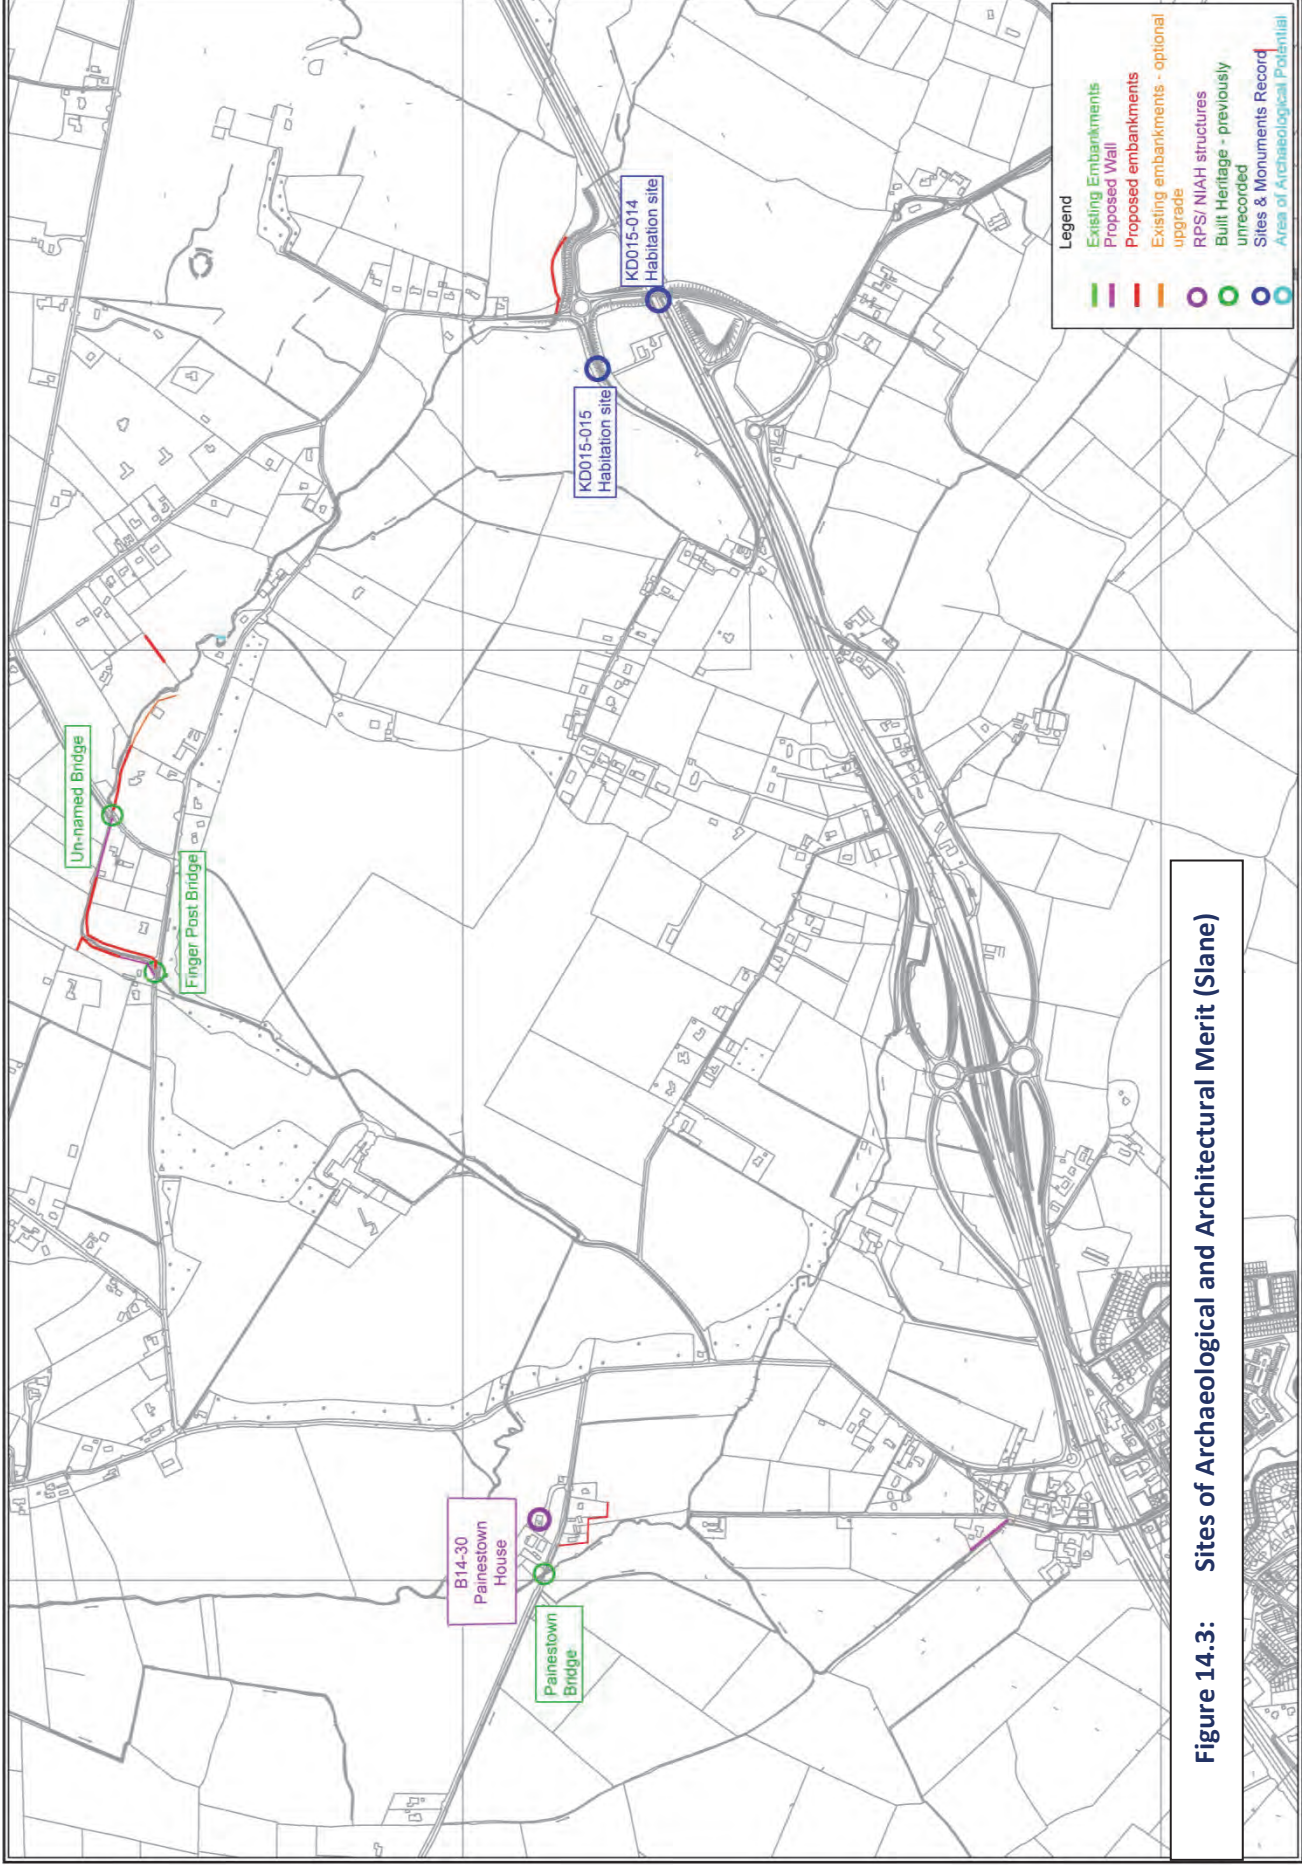 Un-named Bridge
Finger Post Bridge
KD015-014
Habitation site
KD015-015
Habitation site
B14-30
Painestown
House
Painestown
Bridge
Legend
Existing Embankments
Proposed Wall
Proposed embankments
Existing embankments - optional
upgrade
RPS/ NIAH structures
Built Heritage - previously
unrecorded
Sites & Monuments Record
Area of Archaeological Potential
Figure 14.3: Sites of Archaeological and Architectural Merit (Slane)